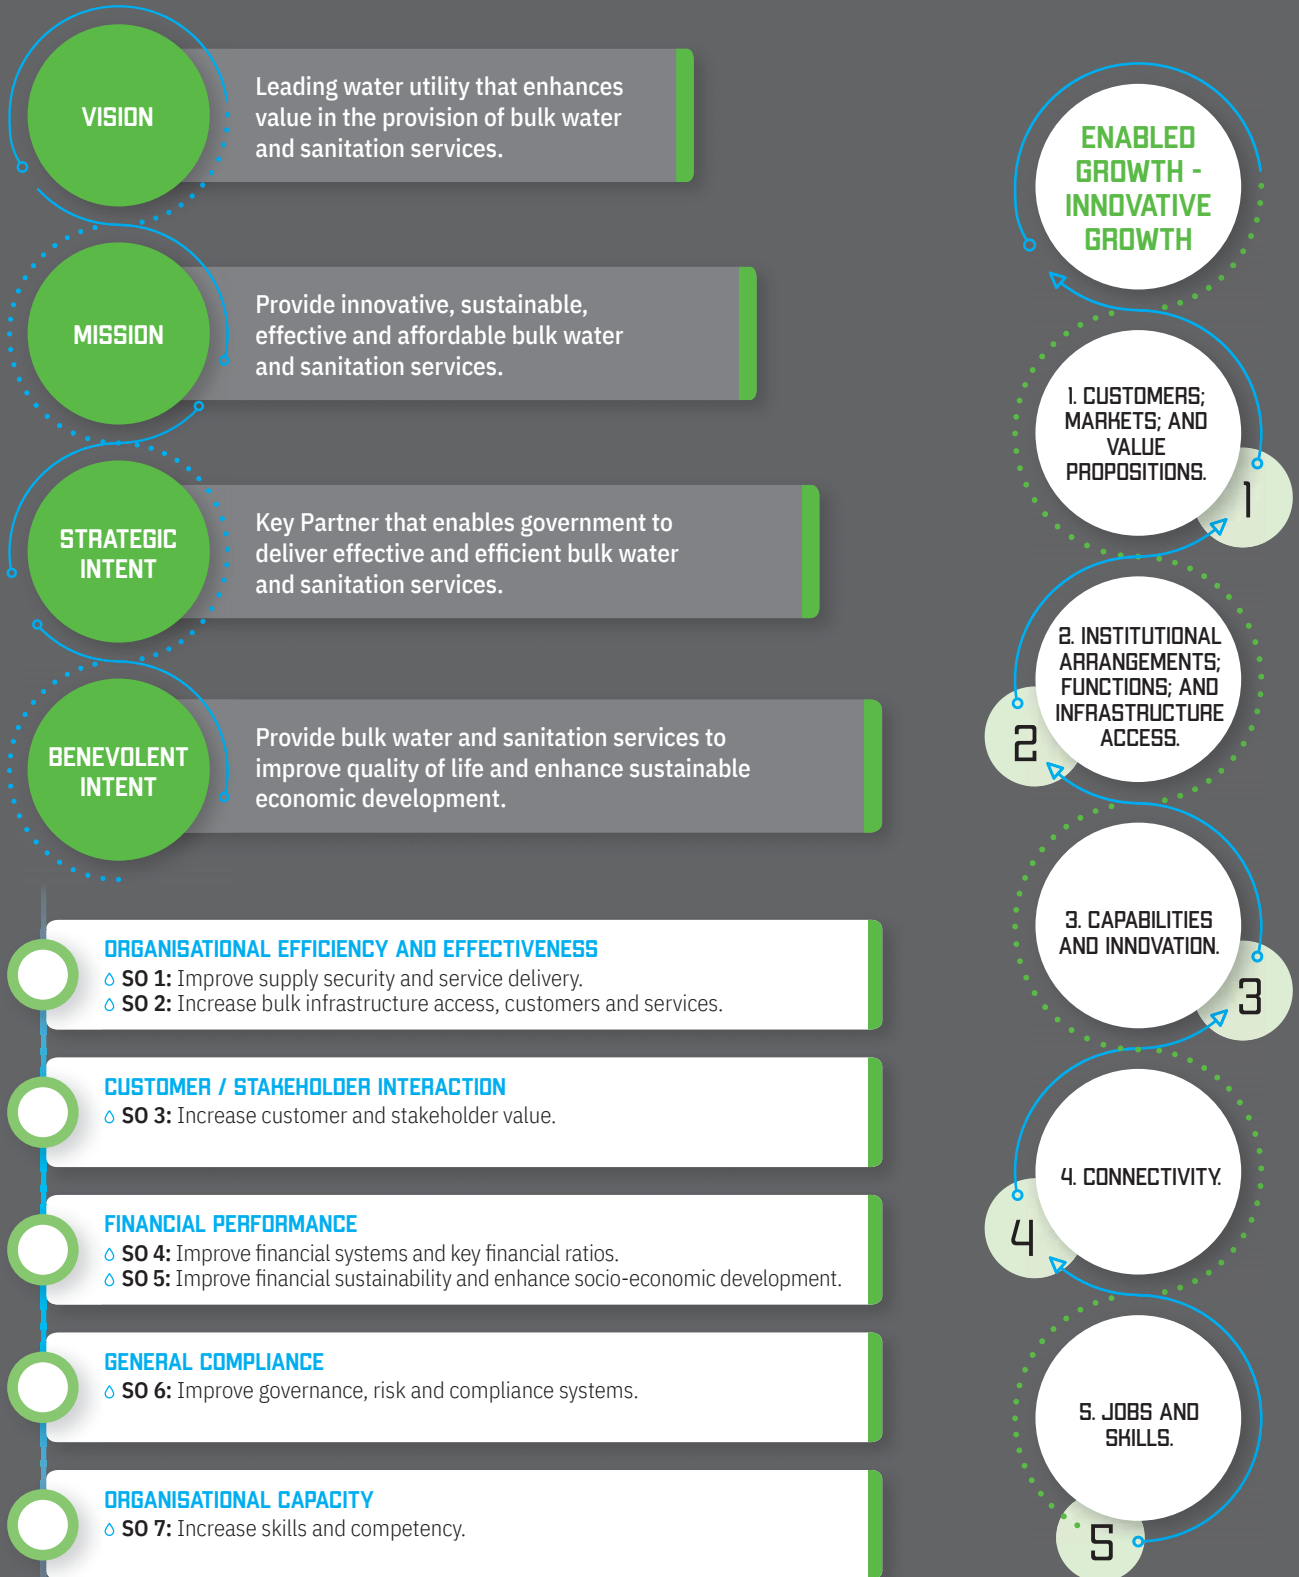 VISION
Leading water utility that enhances
value in the provision of bulk water
and sanitation services.
MISSION
Provide innovative, sustainable,
effective and affordable bulk water
and sanitation services.
STRATEGIC
INTENT
Key Partner that enables government to
deliver effective and efficient bulk water
and sanitation services.
BENEVOLENT
INTENT
Provide bulk water and sanitation services to
improve quality of life and enhance sustainable
economic development.
ORGANISATIONAL EFFICIENCY AND EFFECTIVENESS
SO 1: Improve supply security and service delivery.
SO 2: Increase bulk infrastructure access, customers and services.
CUSTOMER / STAKEHOLDER INTERACTION
SO 3: Increase customer and stakeholder value.
FINANCIAL PERFORMANCE
SO 4: Improve financial systems and key financial ratios.
SO 5: Improve financial sustainability and enhance socio-economic development.
GENERAL COMPLIANCE
SO 6: Improve governance, risk and compliance systems.
ORGANISATIONAL CAPACITY
SO 7: Increase skills and competency.
ENABLED
GROWTH -
INNOVATIVE
GROWTH
1. CUSTOMERS;
MARKETS; AND
VALUE
PROPOSITIONS.
1
2. INSTITUTIONAL
ARRANGEMENTS;
FUNCTIONS; AND
INFRASTRUCTURE
ACCESS.
2
3. CAPABILITIES
AND INNOVATION.
3
4. CONNECTIVITY.
4
5. JOBS AND
SKILLS.
5